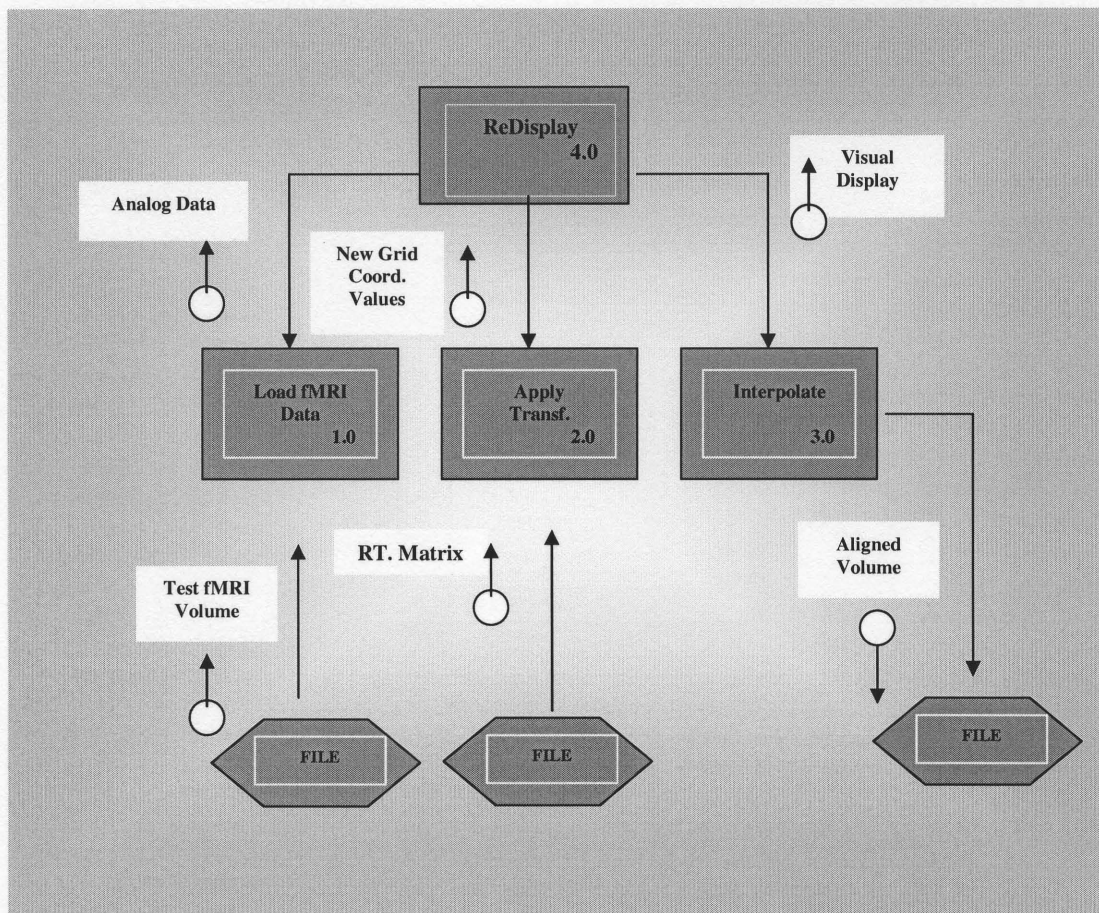 ReDisplay
4.0
Visual
Display
Analog Data
New Grid
Coord.
Values
Load fMRI
Data
1.0
Apply
Transf.
2.0
Interpolate
3.0
RT. Matrix
Aligned
Volume
Test fMRI
Volume
FILE
FILE
FILE